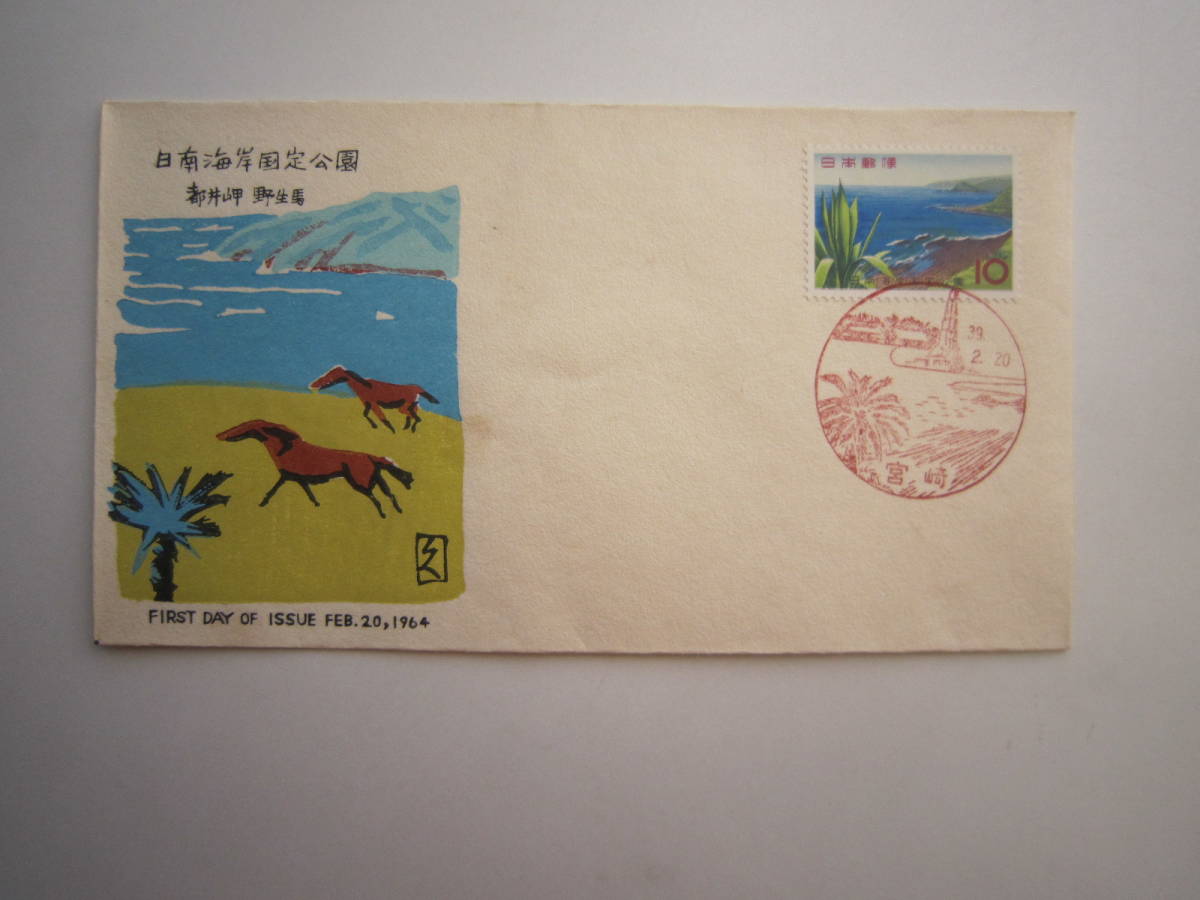 日南海岸国定公園
都井岬 野生馬
久
FIRST DAY OF ISSUE FEB. 20, 1964
日本郵便
10
39.
2. 20
宮崎